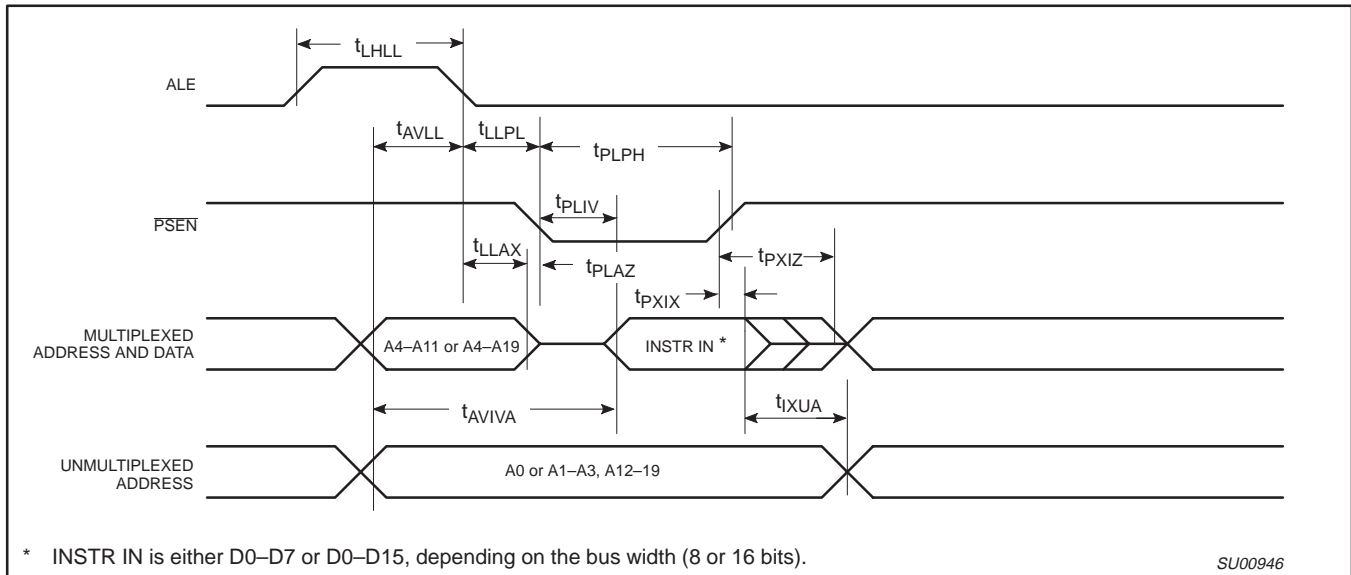 tLHLL
ALE
tAVLL
tLLPL
tPLPH
PSEN
tPLIV
tLLAX
tPLAZ
tPXIZ
tPXIX
MULTIPLEXED
ADDRESS AND DATA
A4–A11 or A4–A19
INSTR IN *
tAVIVA
tIXUA
UNMULTIPLEXED
ADDRESS
A0 or A1–A3, A12–19
* INSTR IN is either D0–D7 or D0–D15, depending on the bus width (8 or 16 bits).
SU00946